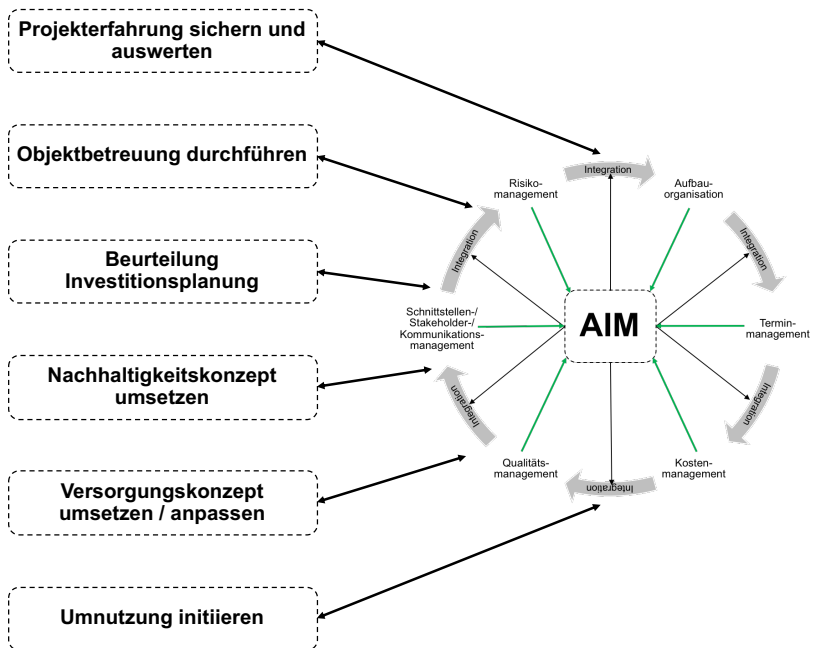 Projekterfahrung sichern und
auswerten
Objektbetreuung durchführen
Beurteilung
Investitionsplanung
Nachhaltigkeitskonzept
umsetzen
Versorgungskonzept
umsetzen / anpassen
Umnutzung initiieren
Integration
Risiko-
management
Aufbau-
organisation
Integration
Integration
Schnittstellen-/
Stakeholder-/
Kommunikations-
management
AIM
Termin-
management
Integration
Integration
Qualitäts-
management
Kosten-
management
Integration